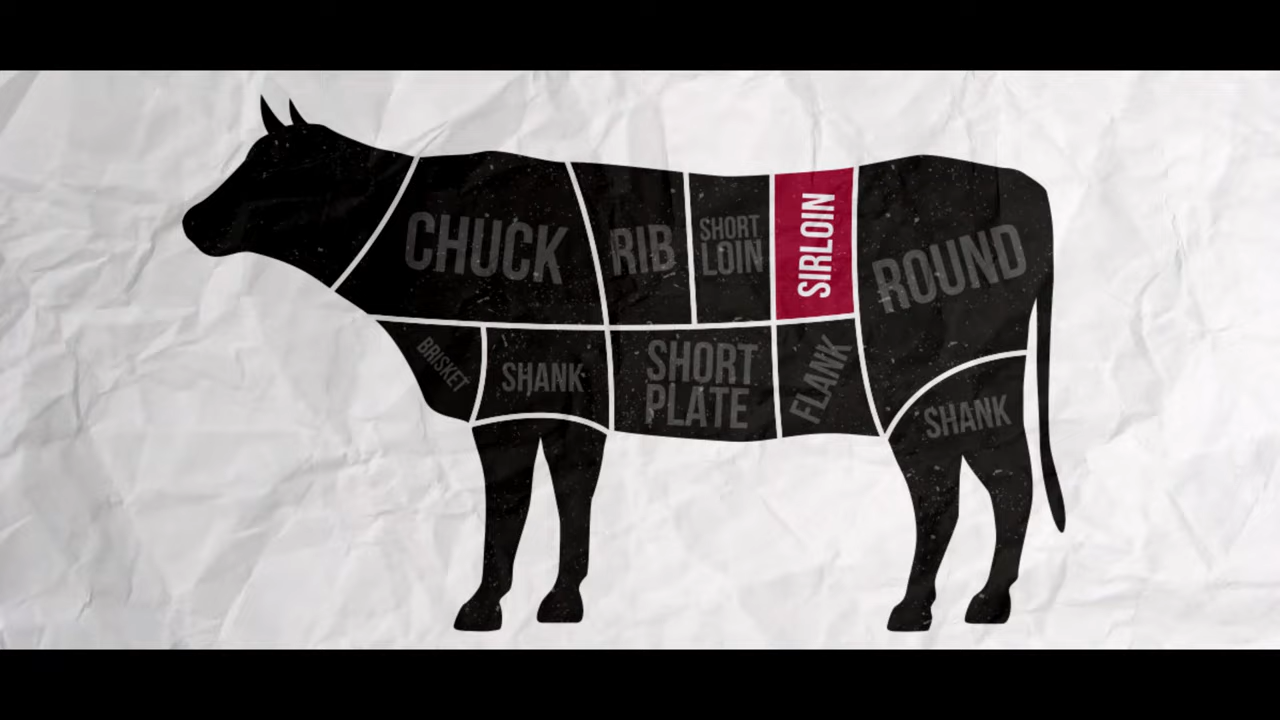 CHUCK
RIB
SHORT
LOIN
SIRLOIN
ROUND
BRISKET
SHANK
SHORT
PLATE
FLANK
SHANK